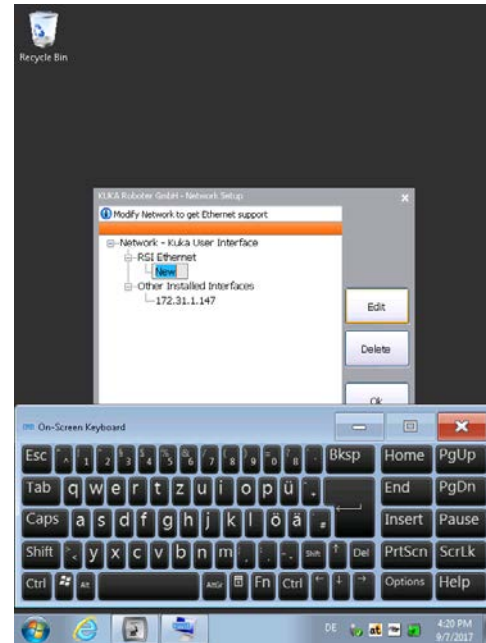 Recycle Bin
KUKA Roboter GmbH - Network Setup
Modify Network to get Ethernet support
Network - Kuka User Interface
RSI Ethernet
New
Other Installed Interfaces
172.31.1.147
Edit
Delete
Ok
On-Screen Keyboard
Esc 1 2 3 4 5 6 7 8 9 0 ß Bksp Home PgUp
Tab q w e r t z u i o p ü + End PgDn
Caps a s d f g h j k l ö ä # Insert Pause
Shift < y x c v b n m , . - Shift Del PrtScn ScrLk
Ctrl Alt AltGr Fn Ctrl Options Help
DE
4:20 PM
9/7/2017